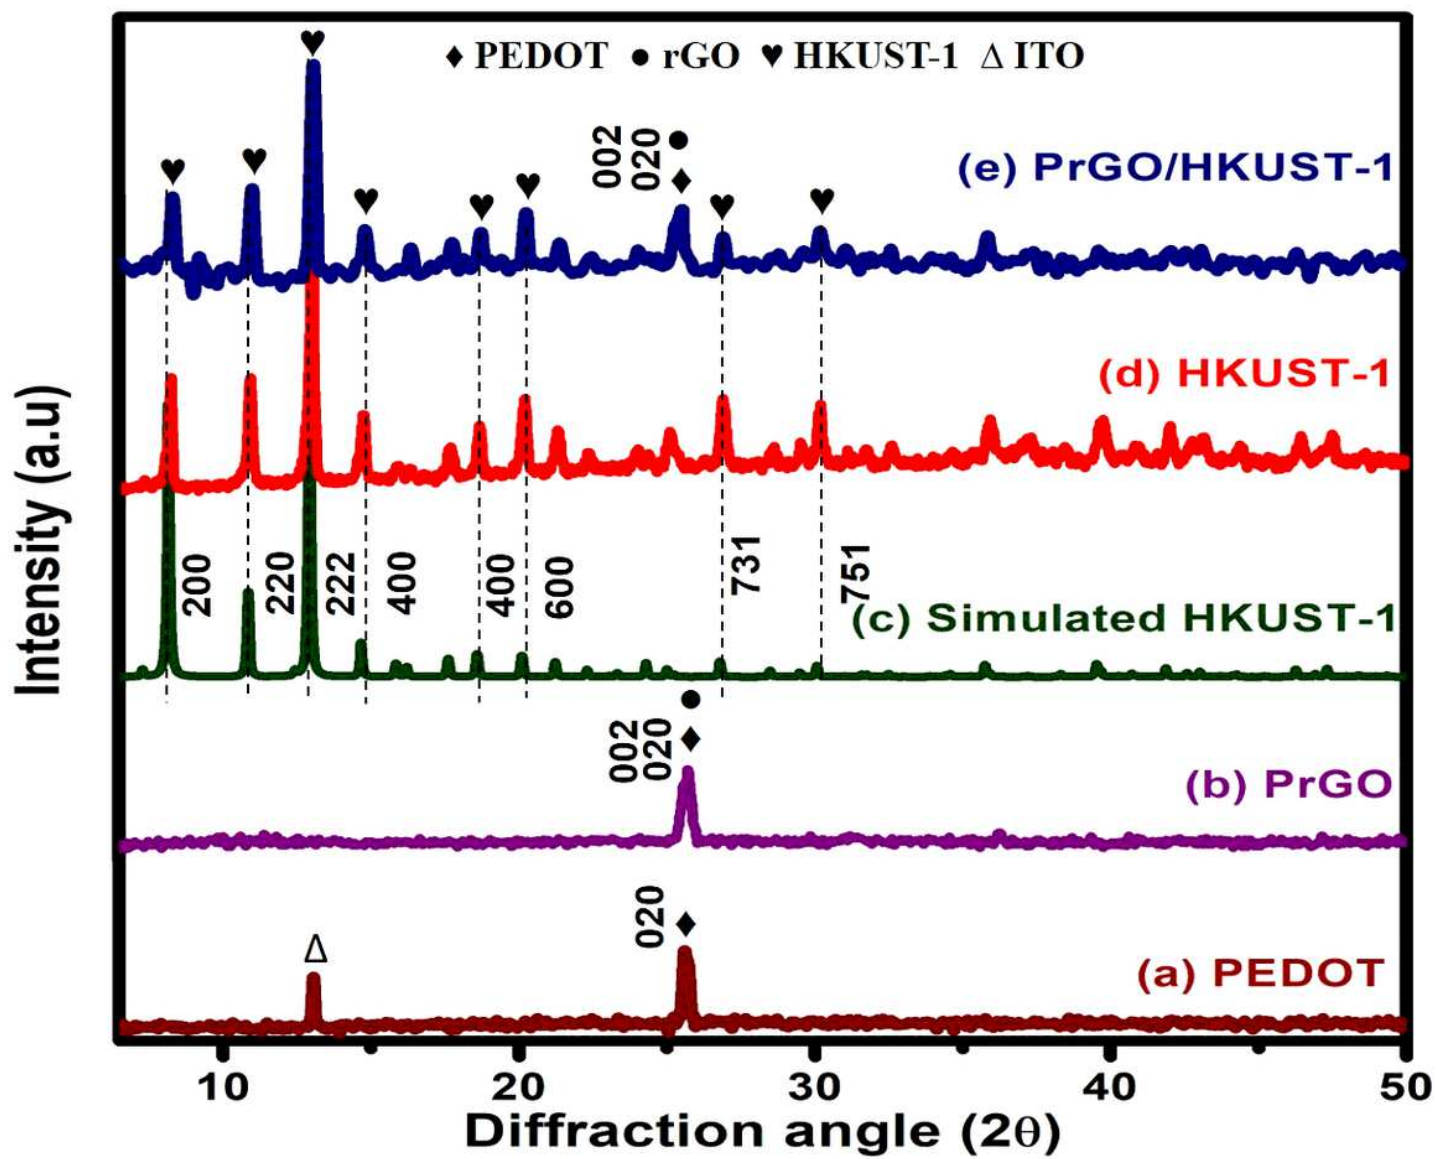 ♦ PEDOT ● rGO ♥ HKUST-1 Δ ITO
002
020
(e) PrGO/HKUST-1
(d) HKUST-1
200
220
222
400
400
600
731
751
(c) Simulated HKUST-1
002
020
(b) PrGO
020
Δ
(a) PEDOT
Intensity (a.u)
10 20 30 40 50
Diffraction angle (2θ)